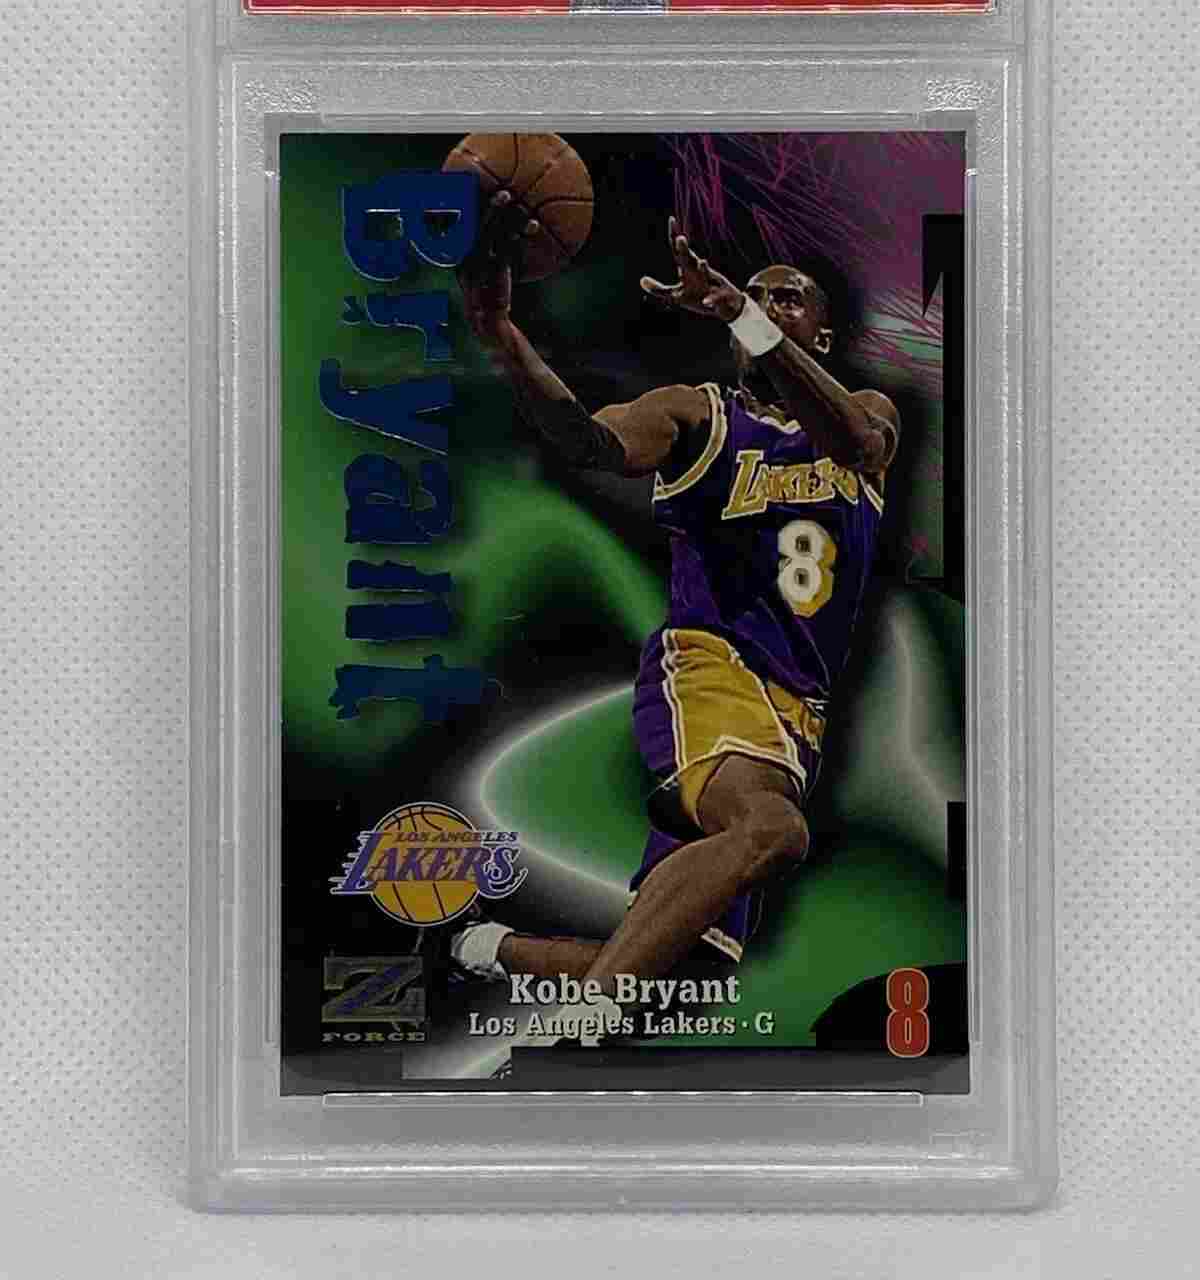 Bryant
LAKERS
8
LOS ANGELES
LAKERS
Z
FORCE
Kobe Bryant
Los Angeles Lakers · G
8